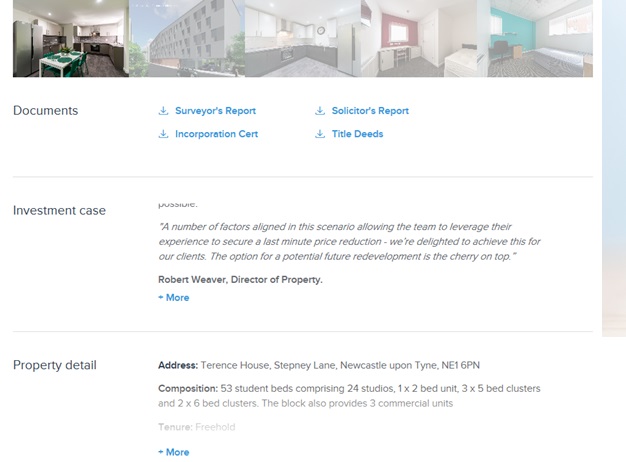 Documents
Surveyor's Report
Solicitor's Report
Incorporation Cert
Title Deeds
Investment case
possible.
"A number of factors aligned in this scenario allowing the team to leverage their
experience to secure a last minute price reduction - we're delighted to achieve this for
our clients. The option for a potential future redevelopment is the cherry on top."
Robert Weaver, Director of Property.
+ More
Property detail
Address: Terence House, Stepney Lane, Newcastle upon Tyne, NE1 6PN
Composition: 53 student beds comprising 24 studios, 1 x 2 bed unit, 3 x 5 bed clusters
and 2 x 6 bed clusters. The block also provides 3 commercial units
Tenure: Freehold
+ More